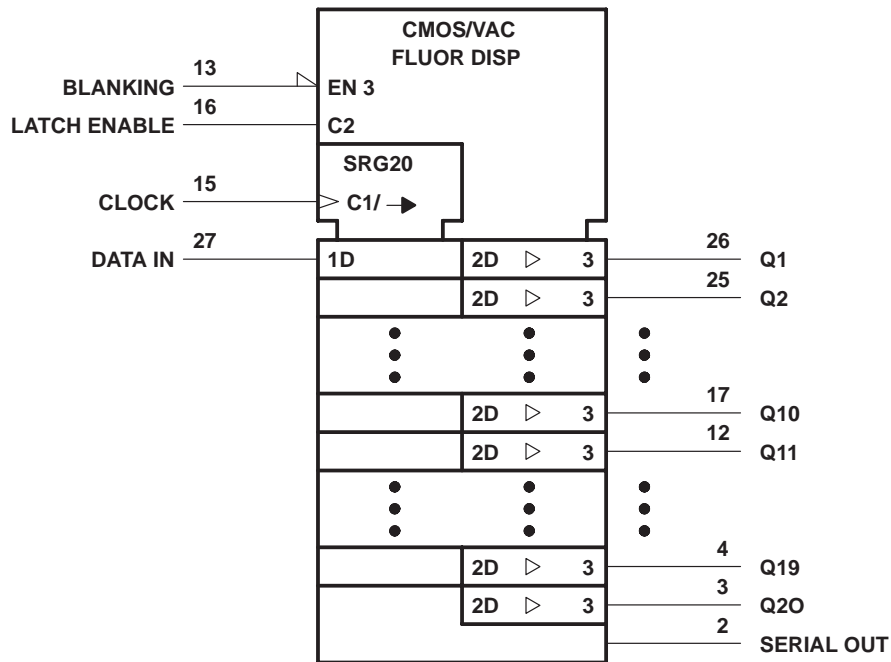 CMOS/VAC
FLUOR DISP
BLANKING 13 EN 3
LATCH ENABLE 16 C2
SRG20
CLOCK 15 C1/
DATA IN 27 1D 2D 3 26 Q1
2D 3 25 Q2
2D 3 17 Q10
2D 3 12 Q11
2D 3 4 Q19
2D 3 3 Q2O
2 SERIAL OUT